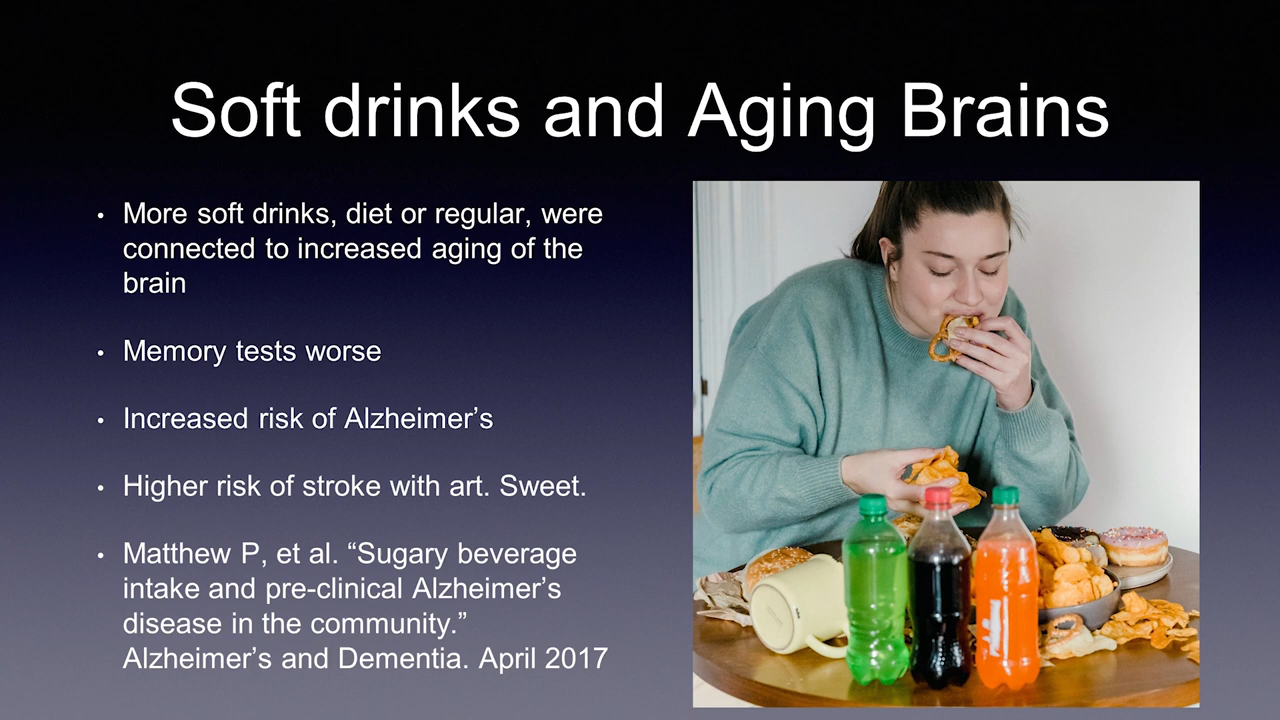 Soft drinks and Aging Brains
• More soft drinks, diet or regular, were
connected to increased aging of the
brain
• Memory tests worse
• Increased risk of Alzheimer’s
• Higher risk of stroke with art. Sweet.
• Matthew P, et al. “Sugary beverage
intake and pre-clinical Alzheimer’s
disease in the community.”
Alzheimer’s and Dementia. April 2017